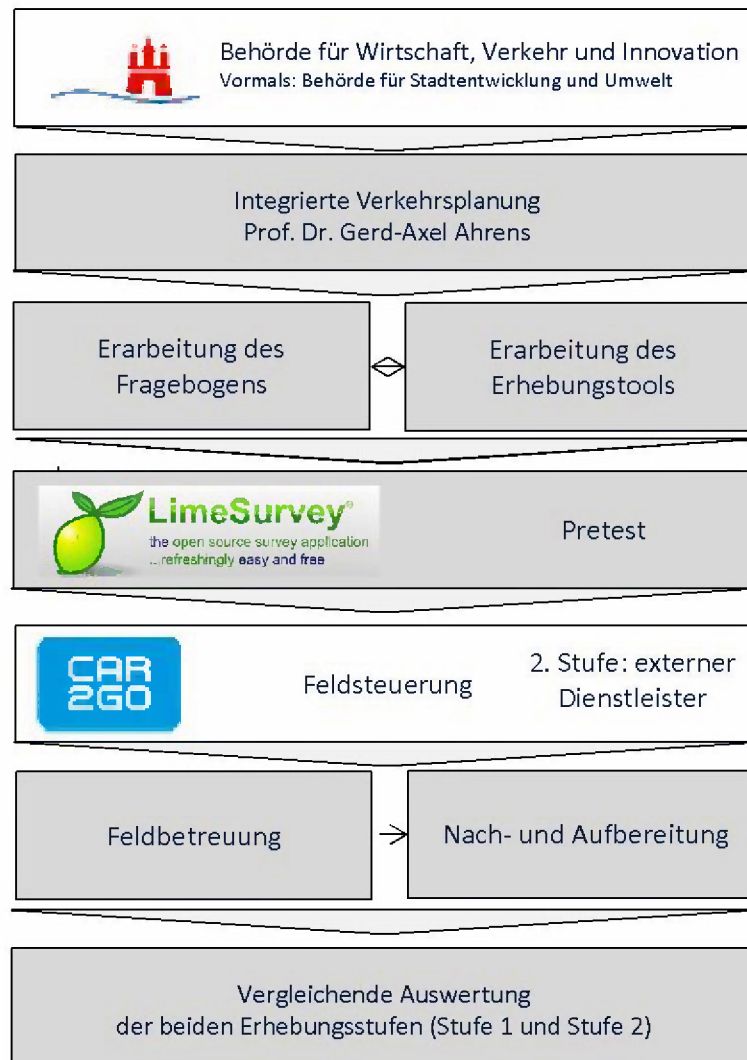 Behörde für Wirtschaft, Verkehr und Innovation
Vormals: Behörde für Stadtentwicklung und Umwelt
Integrierte Verkehrsplanung
Prof. Dr. Gerd-Axel Ahrens
Erarbeitung des
Fragebogens
Erarbeitung des
Erhebungstools
LimeSurvey®
the open source survey application
...refreshingly easy and free
Pretest
CAR
2GO
Feldsteuerung
2. Stufe: externer
Dienstleister
Feldbetreuung
Nach- und Aufbereitung
Vergleichende Auswertung
der beiden Erhebungsstufen (Stufe 1 und Stufe 2)